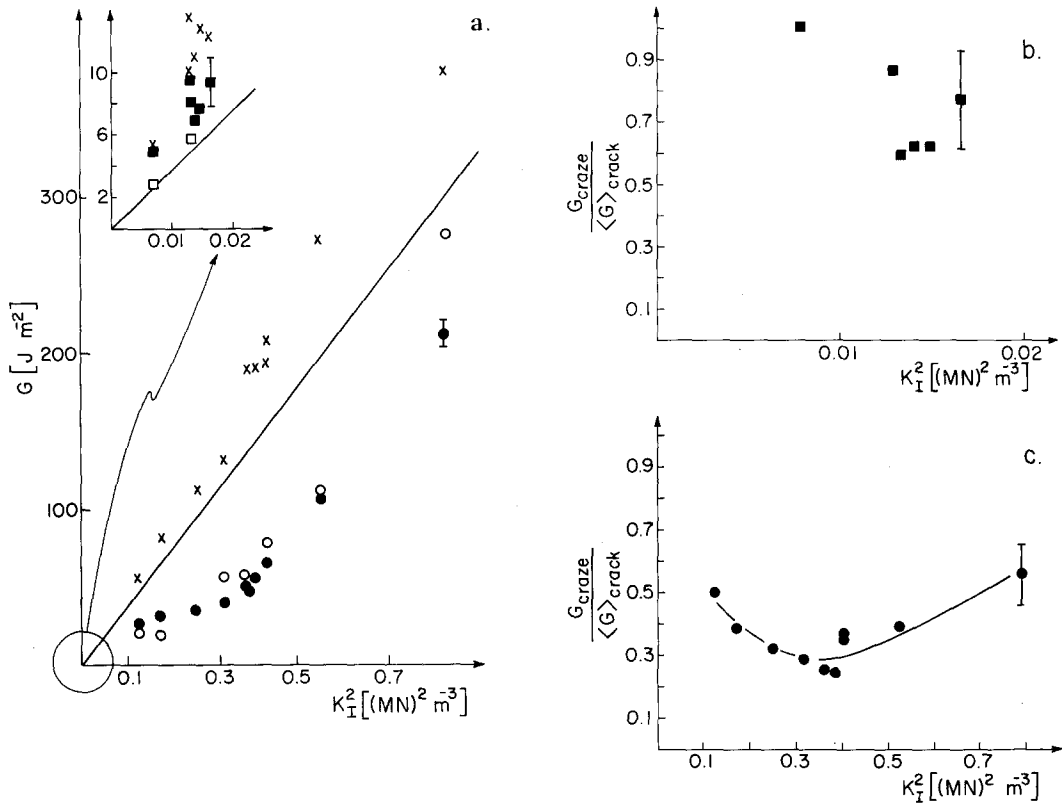 a.
10
6
2
0.01 0.02
300
200
100
G [J m⁻²]
0.1 0.3 0.5 0.7
K_I² [(MN)² m⁻³]
b.
0.9
0.7
0.5
0.3
0.1
G_craze / <G>_crack
0.01 0.02
K_I² [(MN)² m⁻³]
c.
0.9
0.7
0.5
0.3
0.1
G_craze / <G>_crack
0.1 0.3 0.5 0.7
K_I² [(MN)² m⁻³]